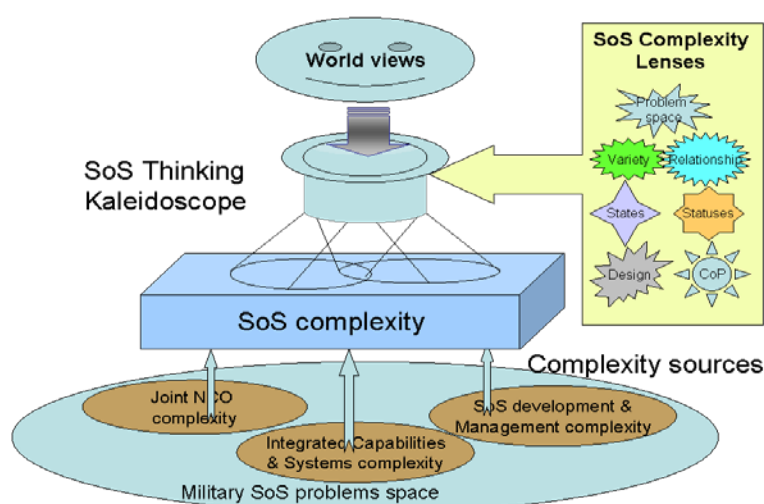 World views
SoS Complexity
Lenses
Problem
space
Variety
Relationship
States
Statuses
Design
CoP
SoS Thinking
Kaleidoscope
SoS complexity
Complexity sources
Joint NCO
complexity
SoS development &
Management complexity
Integrated Capabilities
& Systems complexity
Military SoS problems space